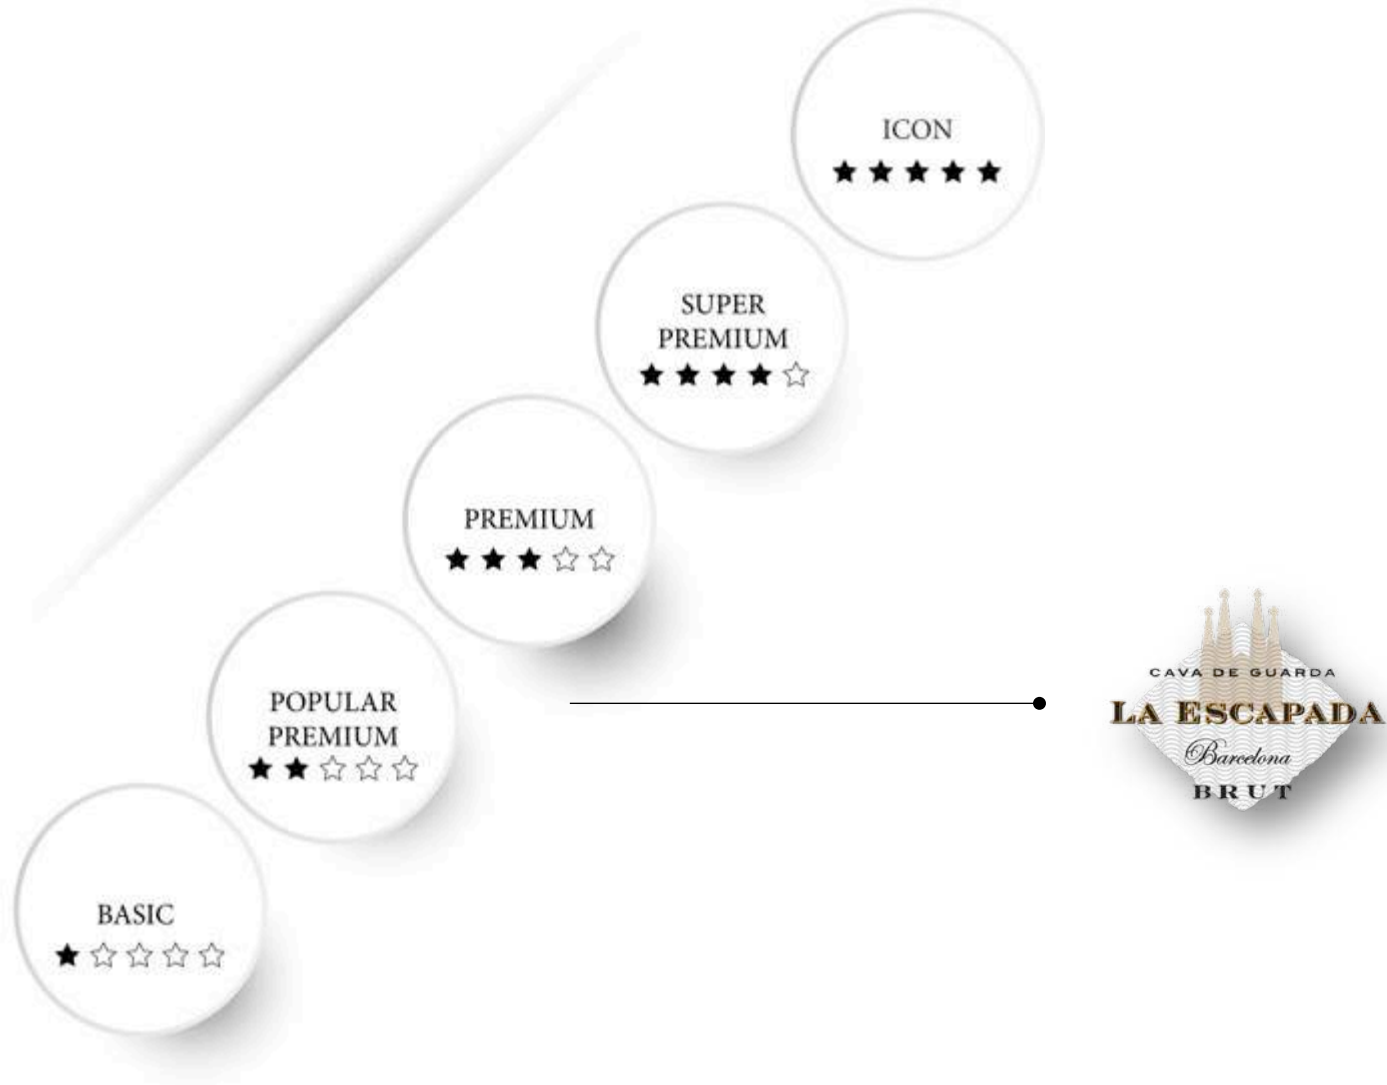 ICON
★ ★ ★ ★ ★
SUPER
PREMIUM
★ ★ ★ ★ ☆
PREMIUM
★ ★ ★ ☆ ☆
POPULAR
PREMIUM
★ ★ ☆ ☆ ☆
BASIC
★ ☆ ☆ ☆ ☆
CAVA DE GUARDA
LA ESCAPADA
Barcelona
BRUT